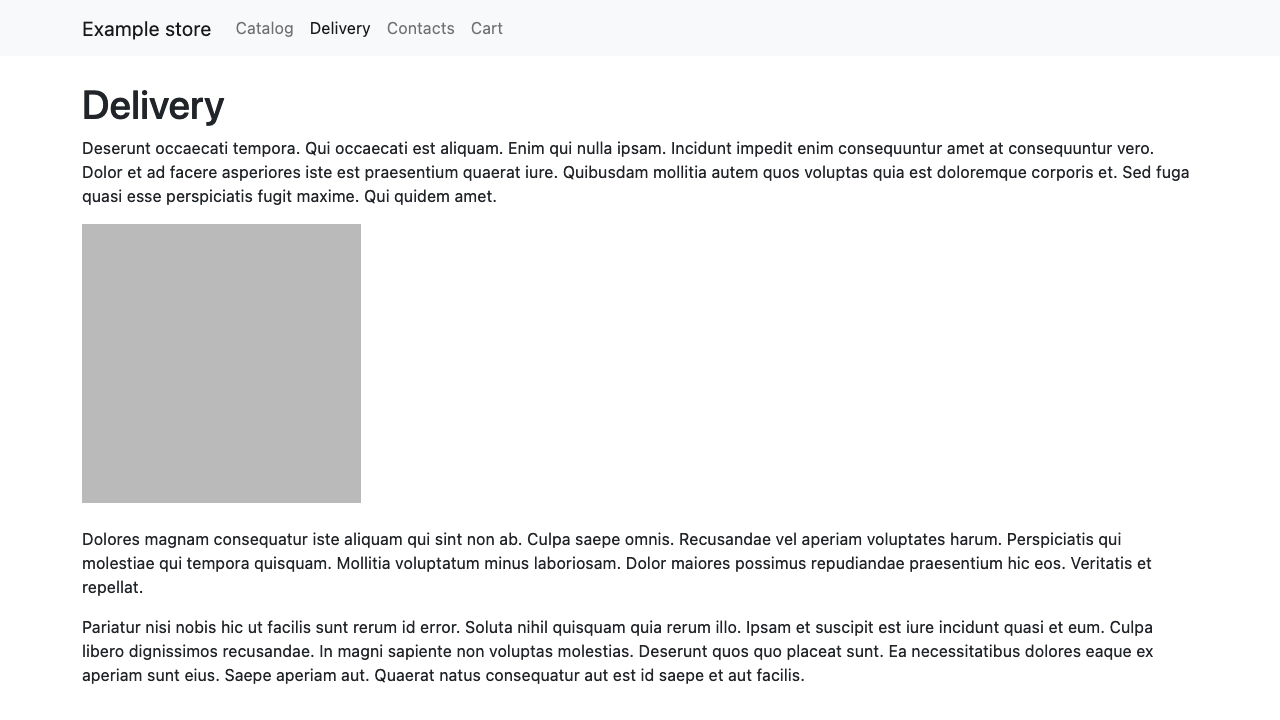 Example store Catalog Delivery Contacts Cart
Delivery
Deserunt occaecati tempora. Qui occaecati est aliquam. Enim qui nulla ipsam. Incidunt impedit enim consequuntur amet at consequuntur vero.
Dolor et ad facere asperiores iste est praesentium quaerat iure. Quibusdam mollitia autem quos voluptas quia est doloremque corporis et. Sed fuga
quasi esse perspiciatis fugit maxime. Qui quidem amet.
Dolores magnam consequatur iste aliquam qui sint non ab. Culpa saepe omnis. Recusandae vel aperiam voluptates harum. Perspiciatis qui
molestiae qui tempora quisquam. Mollitia voluptatum minus laboriosam. Dolor maiores possimus repudiandae praesentium hic eos. Veritatis et
repellat.
Pariatur nisi nobis hic ut facilis sunt rerum id error. Soluta nihil quisquam quia rerum illo. Ipsam et suscipit est iure incidunt quasi et eum. Culpa
libero dignissimos recusandae. In magni sapiente non voluptas molestias. Deserunt quos quo placeat sunt. Ea necessitatibus dolores eaque ex
aperiam sunt eius. Saepe aperiam aut. Quaerat natus consequatur aut est id saepe et aut facilis.